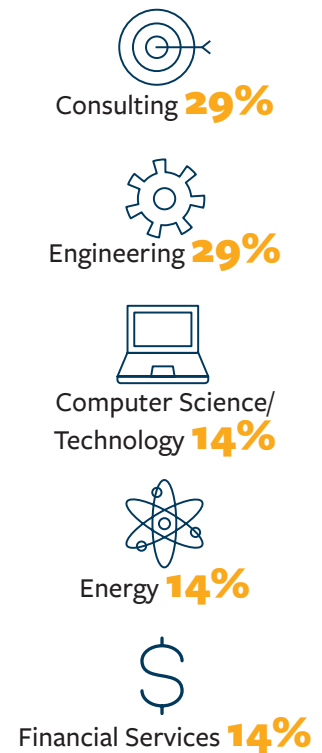 Consulting 29%
Engineering 29%
Computer Science/
Technology 14%
Energy 14%
$
Financial Services 14%